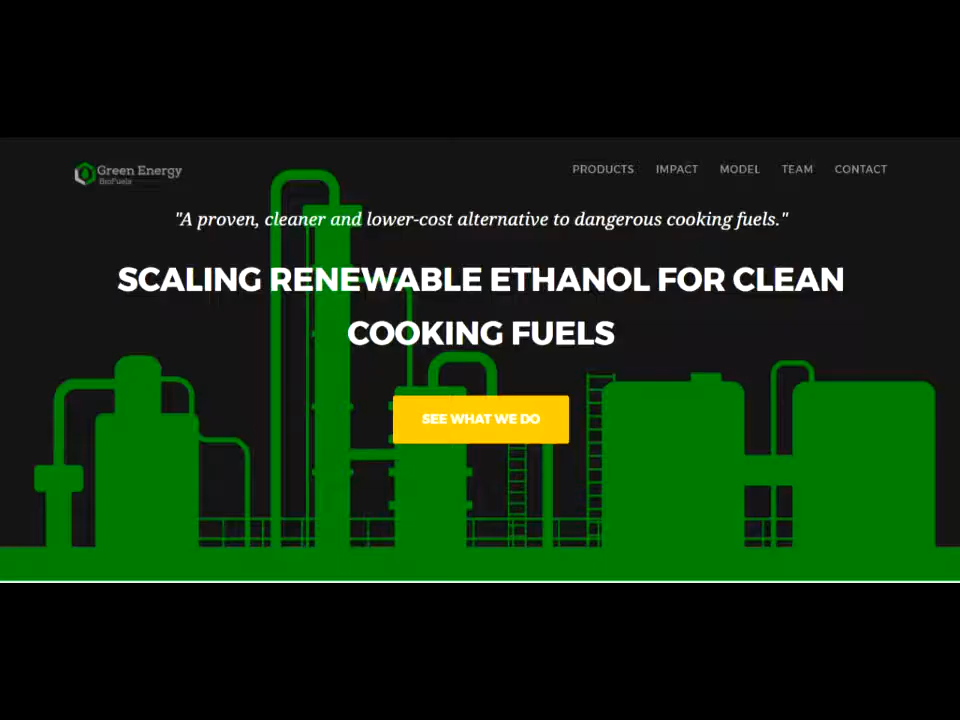 Green Energy
BioFuels
PRODUCTS IMPACT MODEL TEAM CONTACT
"A proven, cleaner and lower-cost alternative to dangerous cooking fuels."
SCALING RENEWABLE ETHANOL FOR CLEAN
COOKING FUELS
SEE WHAT WE DO